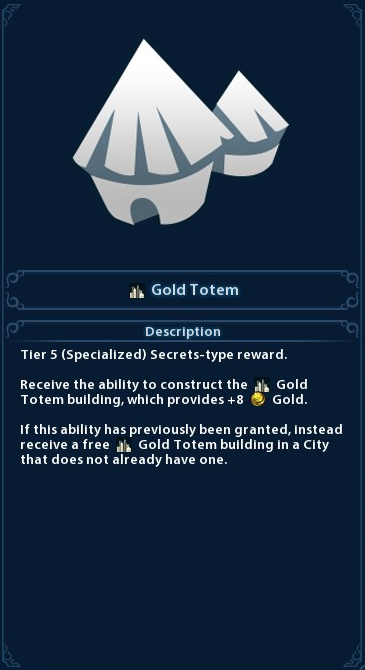 Gold Totem
Description
Tier 5 (Specialized) Secrets-type reward.
Receive the ability to construct the Gold
Totem building, which provides +8 Gold.
If this ability has previously been granted, instead
receive a free Gold Totem building in a City
that does not already have one.